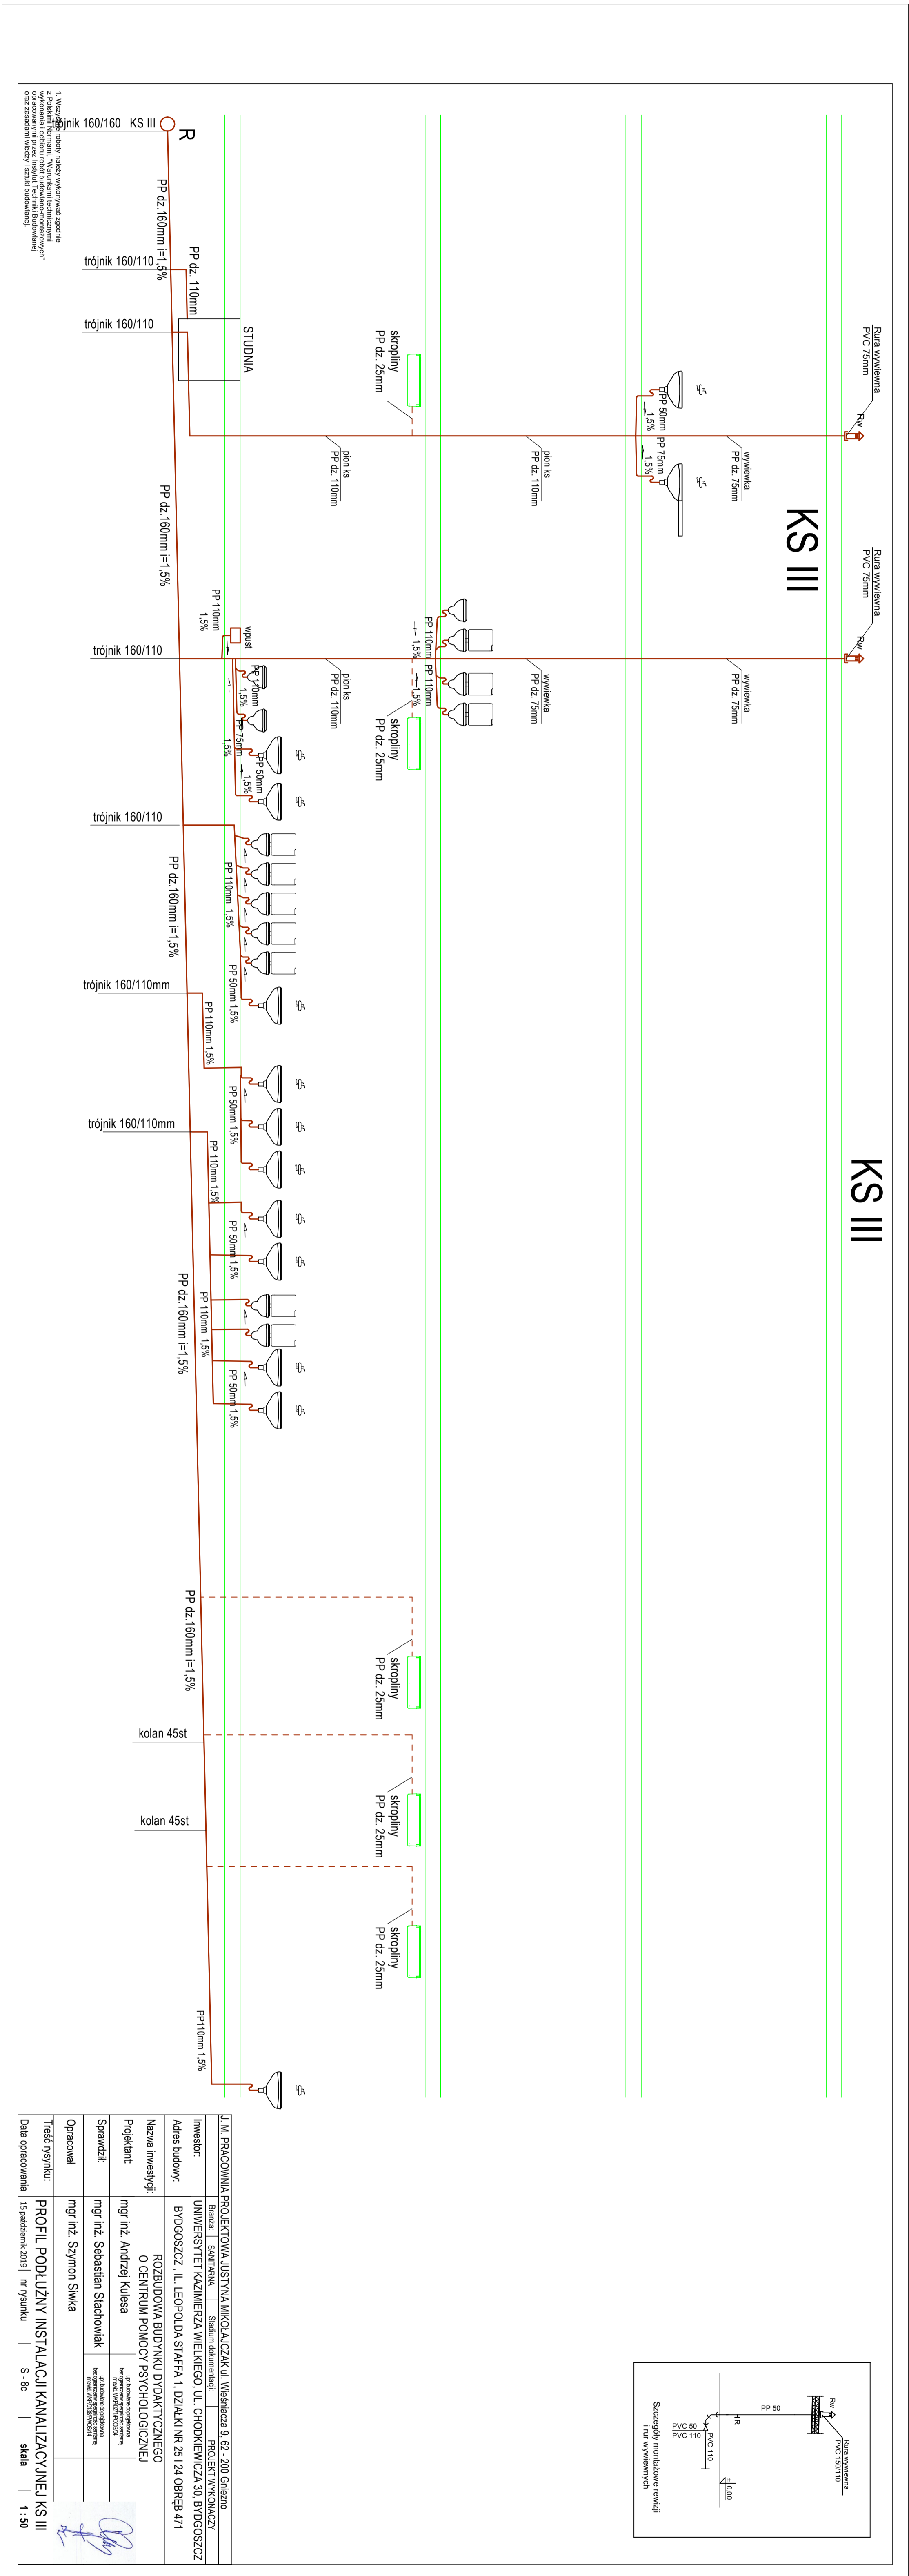 KS III
KS III
Rura wywiewna
PVC 75mm
Rw
Rura wywiewna
PVC 75mm
Rw
wywiewka
PP dz. 75mm
wywiewka
PP dz. 75mm
PP 50mm
1,5%
PP 75mm
1,5%
pion ks
PP dz. 110mm
wywiewka
PP dz. 75mm
skropliny
PP dz. 25mm
pion ks
PP dz. 110mm
PP 110mm
1,5%
PP 110mm
1,5%
pion ks
PP dz. 110mm
skropliny
PP dz. 25mm
skropliny
PP dz. 25mm
skropliny
PP dz. 25mm
skropliny
PP dz. 25mm
STUDNIA
wpust
PP 110mm
1,5%
PP 110mm
1,5%
PP 75mm
1,5%
PP 50mm
1,5%
PP 110mm 1,5%
PP 50mm 1,5%
PP 110mm 1,5%
PP 50mm 1,5%
PP 110mm 1,5%
PP 50mm 1,5%
PP 110mm 1,5%
PP 50mm 1,5%
PP110mm 1,5%
R
PP dz. 110mm
PP dz.160mm i=1,5%
PP dz.160mm i=1,5%
PP dz.160mm i=1,5%
PP dz.160mm i=1,5%
PP dz.160mm i=1,5%
trójnik 160/160 KS III
trójnik 160/110
trójnik 160/110
trójnik 160/110
trójnik 160/110
trójnik 160/110mm
trójnik 160/110mm
kolan 45st
kolan 45st
1. Wszystkie roboty należy wykonywać zgodnie
z Polskimi Normami, "Warunkami technicznymi
wykonania i odbioru robót budowlano-montażowych"
opracowanymi przez Instytut Techniki Budowlanej
oraz zasadami wiedzy i sztuki budowlanej.
Rw
Rura wywiewna
PVC 150/110
PP 50
R
PVC 110
PVC 50
PVC 110
± 0,00
Szczegóły montażowe rewizji
i rur wywiewnych
J. M. PRACOWNIA PROJEKTOWA JUSTYNA MIKOŁAJCZAK ul. Wieśniacza 9, 62 - 200 Gniezno
Branża: SANITARNA Stadium dokumentacji: PROJEKT WYKONACZY
Inwestor: UNIWERSYTET KAZIMIERZA WIELKIEGO, UL. CHODKIEWICZA 30, BYDGOSZCZ
Adres budowy: BYDGOSZCZ , IL. LEOPOLDA STAFFA 1, DZIAŁKI NR 25 I 24 OBRĘB 471
Nazwa inwestycji: ROZBUDOWA BUDYNKU DYDAKTYCZNEGO
O CENTRUM POMOCY PSYCHOLOGICZNEJ
Projektant: mgr inż. Andrzej Kulesa
Sprawdził: mgr inż. Sebastian Stachowiak
Opracował mgr inż. Szymon Siwka
Treść rysunku: PROFIL PODŁUŻNY INSTALACJI KANALIZACYJNEJ KS III
Data opracowania 15 październik 2019 nr rysunku S - 8c skala 1 : 50